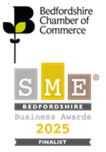 Bedfordshire
Chamber of
Commerce
SME®
BEDFORDSHIRE
Business Awards
2025
FINALIST